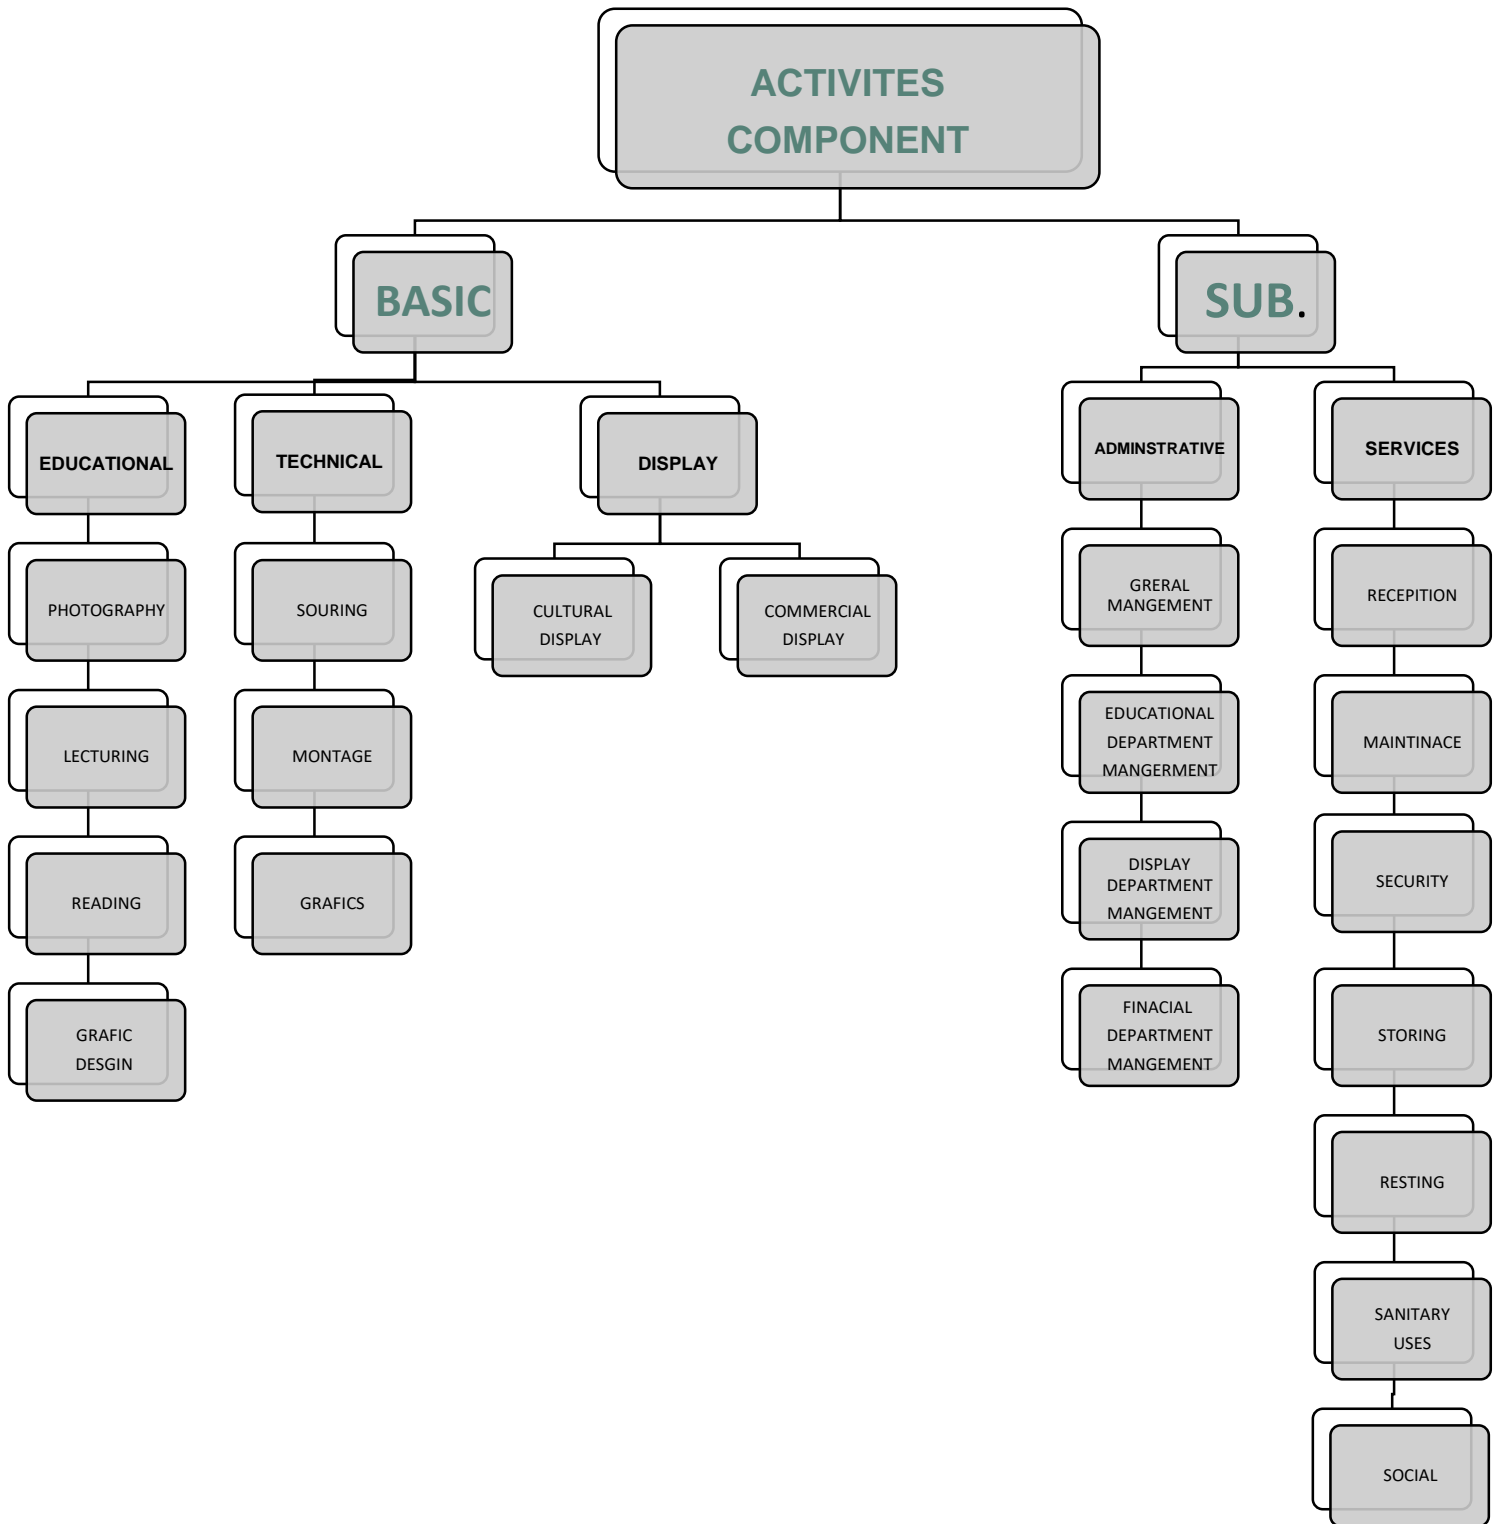 ACTIVITES
COMPONENT
BASIC
SUB.
EDUCATIONAL
TECHNICAL
DISPLAY
ADMINSTRATIVE
SERVICES
PHOTOGRAPHY
LECTURING
READING
GRAFIC
DESGIN
SOURING
MONTAGE
GRAFICS
CULTURAL
DISPLAY
COMMERCIAL
DISPLAY
GRERAL
MANGEMENT
EDUCATIONAL
DEPARTMENT
MANGERMENT
DISPLAY
DEPARTMENT
MANGEMENT
FINACIAL
DEPARTMENT
MANGEMENT
RECEPITION
MAINTINACE
SECURITY
STORING
RESTING
SANITARY
USES
SOCIAL